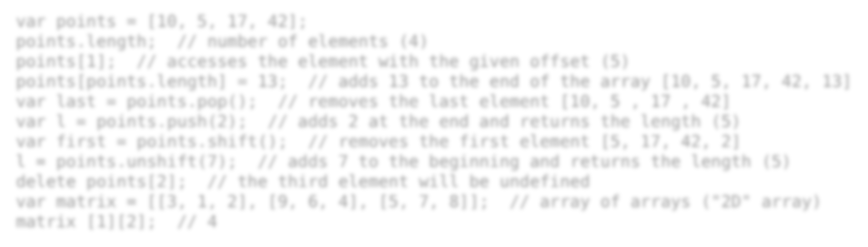 var points = [10, 5, 17, 42];
points.length;  // number of elements (4)
points[1];  // accesses the element with the given offset (5)
points[points.length] = 13;  // adds 13 to the end of the array [10, 5, 17, 42, 13]
var last = points.pop();  // removes the last element [10, 5 , 17 , 42]
var l = points.push(2);  // adds 2 at the end and returns the length (5)
var first = points.shift();  // removes the first element [5, 17, 42, 2]
l = points.unshift(7);  // adds 7 to the beginning and returns the length (5)
delete points[2];  // the third element will be undefined
var matrix = [[3, 1, 2], [9, 6, 4], [5, 7, 8]];  // array of arrays ("2D" array)
matrix [1][2];  // 4